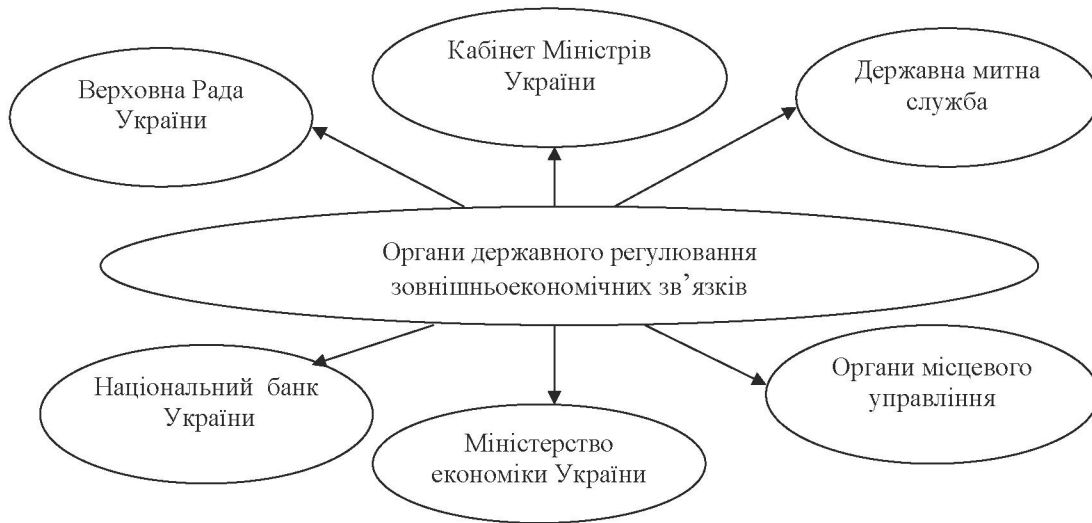 Верховна Рада
України
Кабінет Міністрів
України
Державна митна
служба
Органи державного регулювання
зовнішньоекономічних зв’язків
Національний банк
України
Міністерство
економіки України
Органи місцевого
управління